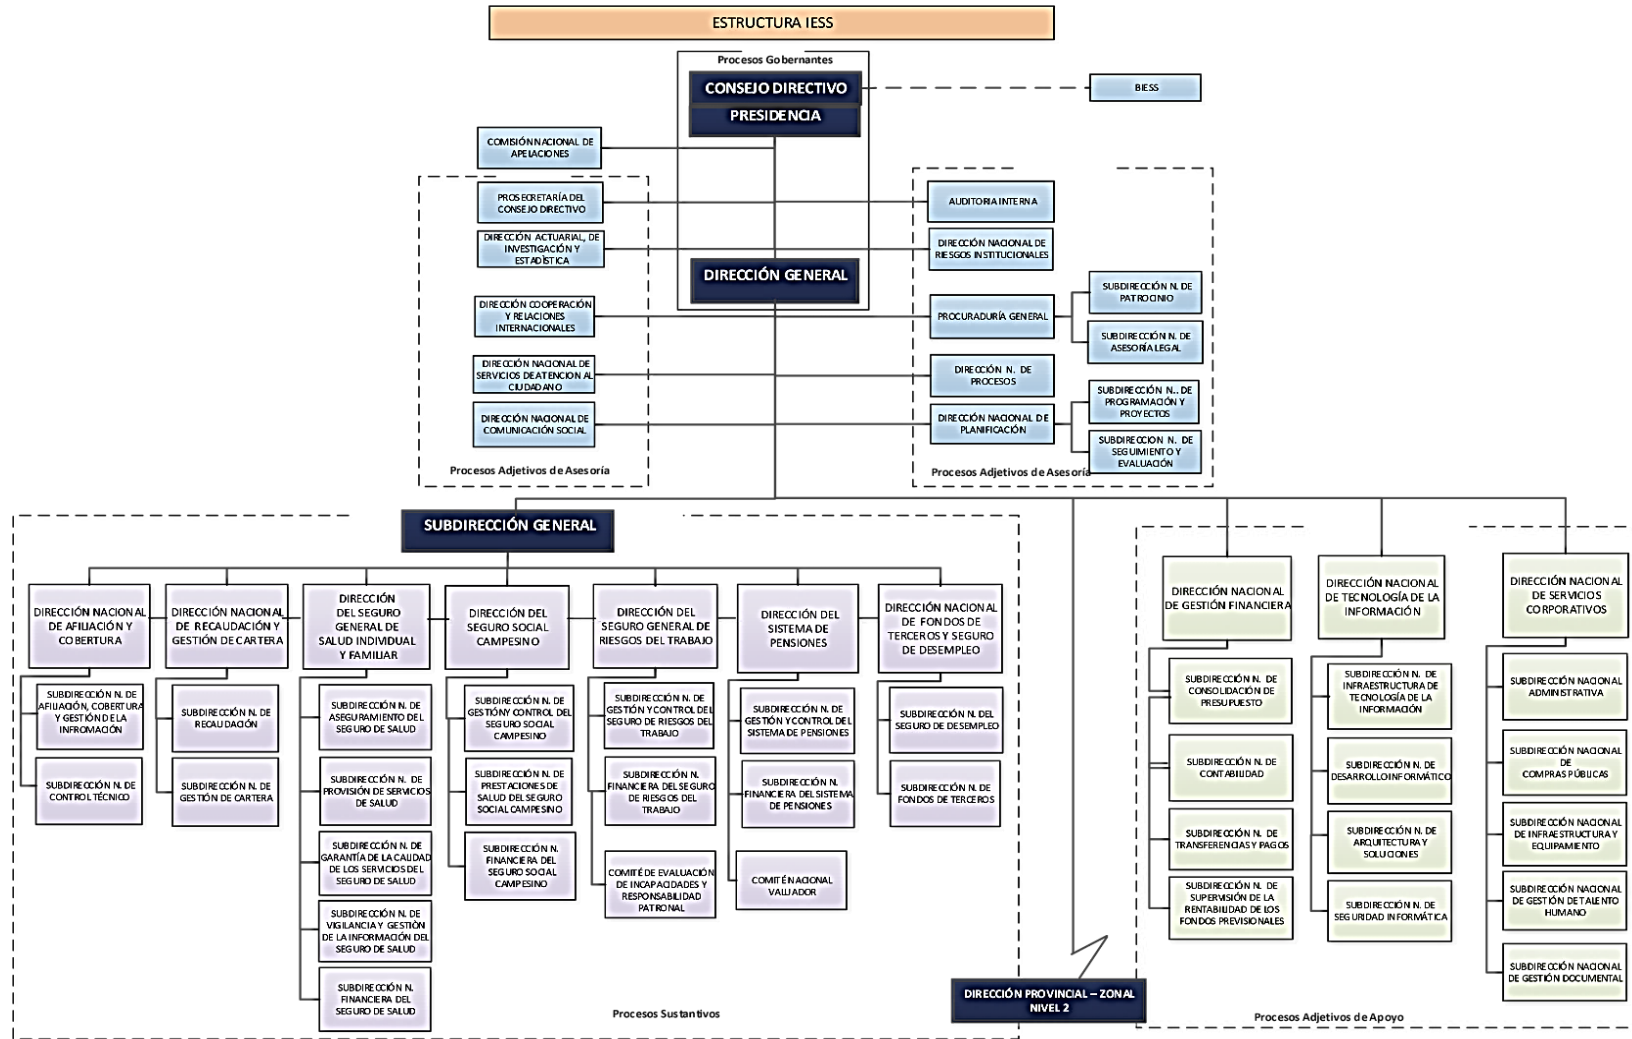 ESTRUCTURA IESS
Procesos Gobernantes
CONSEJO DIRECTIVO
PRESIDENCIA
BIESS
COMISIÓN NACIONAL DE
APELACIONES
PROSECRETARÍA DEL
CONSEJO DIRECTIVO
AUDITORIA INTERNA
DIRECCIÓN ACTUARIAL, DE
INVESTIGACIÓN Y
ESTADÍSTICA
DIRECCIÓN NACIONAL DE
RIESGOS INSTITUCIONALES
DIRECCIÓN GENERAL
DIRECCIÓN COOPERACIÓN
Y RELACIONES
INTERNACIONALES
PROCURADURÍA GENERAL
SUBDIRECCIÓN N. DE
PATROCINIO
SUBDIRECCIÓN N. DE
ASESORÍA LEGAL
DIRECCIÓN NACIONAL DE
SERVICIOS DE ATENCION AL
CIUDADANO
DIRECCIÓN N. DE
PROCESOS
DIRECCIÓN NACIONAL DE
COMUNICACIÓN SOCIAL
DIRECCIÓN NACIONAL DE
PLANIFICACIÓN
SUBDIRECCIÓN N.. DE
PROGRAMACIÓN Y
PROYECTOS
SUBDIRECCION N. DE
SEGUIMIENTO Y
EVALUACIÓN
Procesos Adjetivos de Asesoría
Procesos Adjetivos de Asesoría
SUBDIRECCIÓN GENERAL
DIRECCIÓN NACIONAL
DE AFILIACIÓN Y
COBERTURA
DIRECCIÓN NACIONAL
DE RECAUDACIÓN Y
GESTIÓN DE CARTERA
DIRECCIÓN
DEL SEGURO
GENERAL DE
SALUD INDIVIDUAL
Y FAMILIAR
DIRECCIÓN DEL
SEGURO SOCIAL
CAMPESINO
DIRECCIÓN DEL
SEGURO GENERAL DE
RIESGOS DEL TRABAJO
DIRECCIÓN DEL
SISTEMA DE
PENSIONES
DIRECCIÓN NACIONAL
DE FONDOS DE
TERCEROS Y SEGURO
DE DESEMPLEO
DIRECCIÓN NACIONAL
DE GESTIÓN FINANCIERA
DIRECCIÓN NACIONAL
DE TECNOLOGÍA DE LA
INFORMACIÓN
DIRECCIÓN NACIONAL
DE SERVICIOS
CORPORATIVOS
SUBDIRECCIÓN N. DE
AFILIACIÓN, COBERTURA
Y GESTIÓN DE LA
INFROMACIÓN
SUBDIRECCIÓN N. DE
CONTROL TÉCNICO
SUBDIRECCIÓN N. DE
RECAUDACIÓN
SUBDIRECCIÓN N. DE
GESTIÓN DE CARTERA
SUBDIRECCIÓN N. DE
ASEGURAMIENTO DEL
SEGURO DE SALUD
SUBDIRECCIÓN N. DE
PROVISIÓN DE SERVICIOS
DE SALUD
SUBDIRECCIÓN N. DE
GARANTÍA DE LA CALIDAD
DE LOS SERVICIOS DEL
SEGURO DE SALUD
SUBDIRECCIÓN N. DE
VIGILANCIA Y GESTIÓN
DE LA INFORMACIÓN DEL
SEGURO DE SALUD
SUBDIRECCIÓN N.
FINANCIERA DEL
SEGURO DE SALUD
SUBDIRECCIÓN N. DE
GESTIÓN Y CONTROL DEL
SEGURO SOCIAL
CAMPESINO
SUBDIRECCIÓN N. DE
PRESTACIONES DE
SALUD DEL SEGURO
SOCIAL CAMPESINO
SUBDIRECCIÓN N.
FINANCIERA DEL
SEGURO SOCIAL
CAMPESINO
SUBDIRECCIÓN N. DE
GESTIÓN Y CONTROL DEL
SEGURO DE RIESGOS DEL
TRABAJO
SUBDIRECCIÓN N.
FINANCIERA DEL SEGURO
DE RIESGOS DEL
TRABAJO
COMITÉ DE EVALUACIÓN
DE INCAPACIDADES Y
RESPONSABILIDAD
PATRONAL
SUBDIRECCIÓN N. DE
GESTIÓN Y CONTROL DEL
SISTEMA DE PENSIONES
SUBDIRECCIÓN N.
FINANCIERA DEL SISTEMA
DE PENSIONES
COMITÉ NACIONAL
VALUADOR
SUBDIRECCIÓN N. DEL
SEGURO DE DESEMPLEO
SUBDIRECCIÓN N. DE
FONDOS DE TERCEROS
SUBDIRECCIÓN N. DE
CONSOLIDACIÓN DE
PRESUPUESTO
SUBDIRECCIÓN N. DE
CONTABILIDAD
SUBDIRECCIÓN N. DE
TRANSFERENCIAS Y PAGOS
SUBDIRECCIÓN N. DE
SUPERVISIÓN DE LA
RENTABILIDAD DE LOS
FONDOS PREVISIONALES
SUBDIRECCIÓN N. DE
INFRAESTRUCTURA DE
TECNOLOGÍA DE LA
INFORMACIÓN
SUBDIRECCIÓN N. DE
DESARROLLO INFORMÁTICO
SUBDIRECCIÓN N. DE
ARQUITECTURA Y
SOLUCIONES
SUBDIRECCIÓN N. DE
SEGURIDAD INFORMÁTICA
SUBDIRECCIÓN NACIONAL
ADMINISTRATIVA
SUBDIRECCIÓN NACIONAL
DE
COMPRAS PÚBLICAS
SUBDIRECCIÓN NACIONAL
DE INFRAESTRUCTURA Y
EQUIPAMIENTO
SUBDIRECCIÓN NACIONAL
DE GESTIÓN DE TALENTO
HUMANO
SUBDIRECCIÓN NACIONAL
DE GESTIÓN DOCUMENTAL
DIRECCIÓN PROVINCIAL – ZONAL
NIVEL 2
Procesos Sustantivos
Procesos Adjetivos de Apoyo